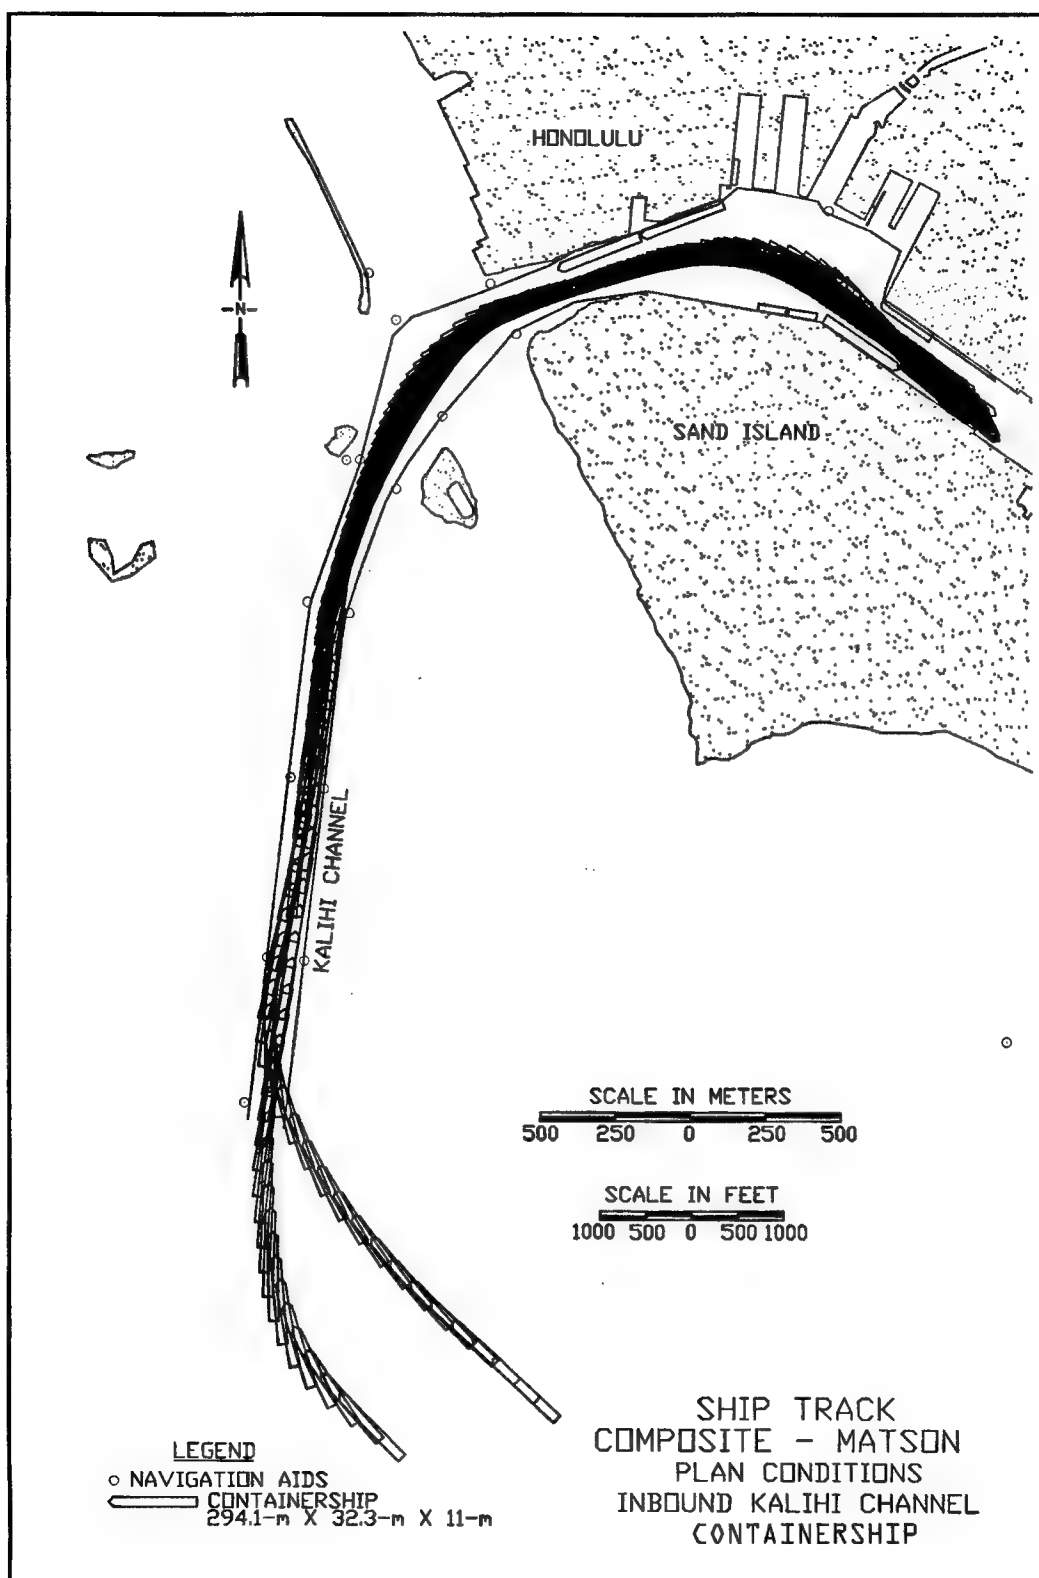 HONOLULU
-N-
SAND ISLAND
KALIHI CHANNEL
SCALE IN METERS
500 250 0 250 500
SCALE IN FEET
1000 500 0 500 1000
SHIP TRACK
COMPOSITE - MATSON
PLAN CONDITIONS
INBOUND KALIHI CHANNEL
CONTAINERSHIP
LEGEND
NAVIGATION AIDS
CONTAINERSHIP
294.1-m X 32.3-m X 11-m